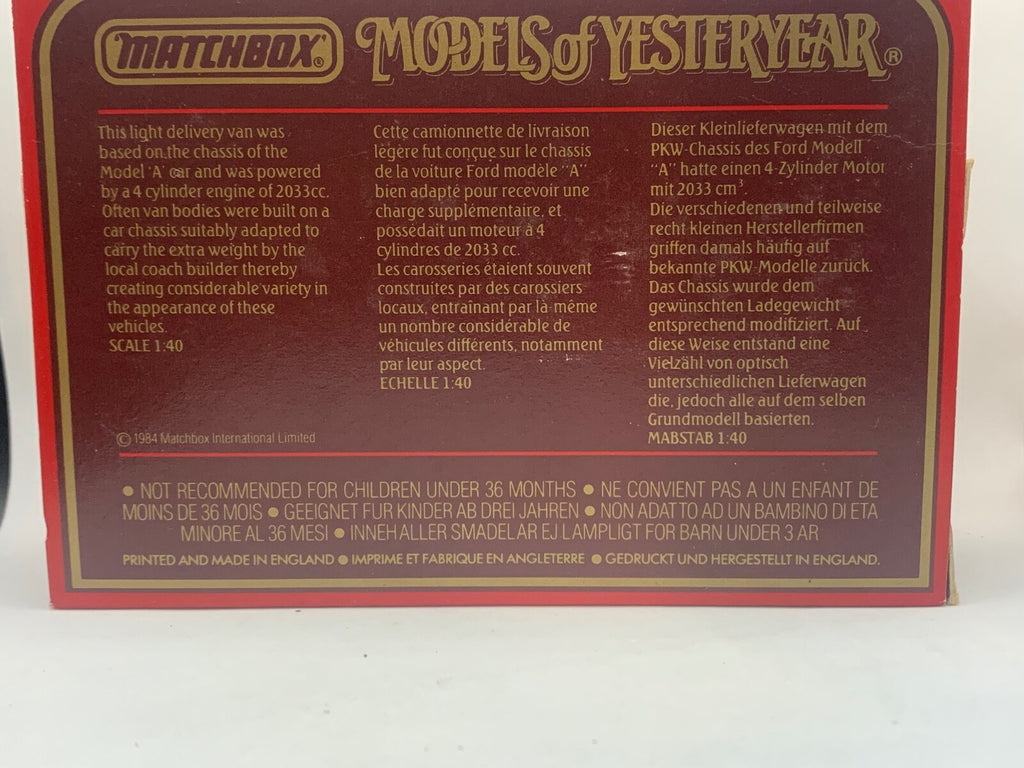 MATCHBOX® MODELS of YESTERYEAR®
This light delivery van was
based on the chassis of the
Model 'A' car and was powered
by a 4 cylinder engine of 2033cc.
Often van bodies were built on a
car chassis suitably adapted to
carry the extra weight by the
local coach builder thereby
creating considerable variety in
the appearance of these
vehicles.
SCALE 1:40
© 1984 Matchbox International Limited
Cette camionnette de livraison
légère fut conçue sur le chassis
de la voiture Ford modèle "A"
bien adapté pour recevoir une
charge supplémentaire, et
possédait un moteur à 4
cylindres de 2033 cc.
Les carosseries étaient souvent
construites par des carossiers
locaux, entraînant par là-même
un nombre considérable de
véhicules différents, notamment
par leur aspect.
ECHELLE 1:40
Dieser Kleinlieferwagen mit dem
PKW-Chassis des Ford Modell
"A" hatte einen 4-Zylinder Motor
mit 2033 cm³.
Die verschiedenen und teilweise
recht kleinen Herstellerfirmen
griffen damals häufig auf
bekannte PKW-Modelle zurück.
Das Chassis wurde dem
gewünschten Ladegewicht
entsprechend modifiziert. Auf
diese Weise entstand eine
Vielzähl von optisch
unterschiedlichen Lieferwagen
die, jedoch alle auf dem selben
Grundmodell basierten.
MABSTAB 1:40
• NOT RECOMMENDED FOR CHILDREN UNDER 36 MONTHS • NE CONVIENT PAS A UN ENFANT DE
MOINS DE 36 MOIS • GEEIGNET FUR KINDER AB DREI JAHREN • NON ADATTO AD UN BAMBINO DI ETA
MINORE AL 36 MESI • INNEHALLER SMADELAR EJ LAMPLIGT FOR BARN UNDER 3 AR
PRINTED AND MADE IN ENGLAND • IMPRIME ET FABRIQUE EN ANGLETERRE • GEDRUCKT UND HERGESTELLT IN ENGLAND.